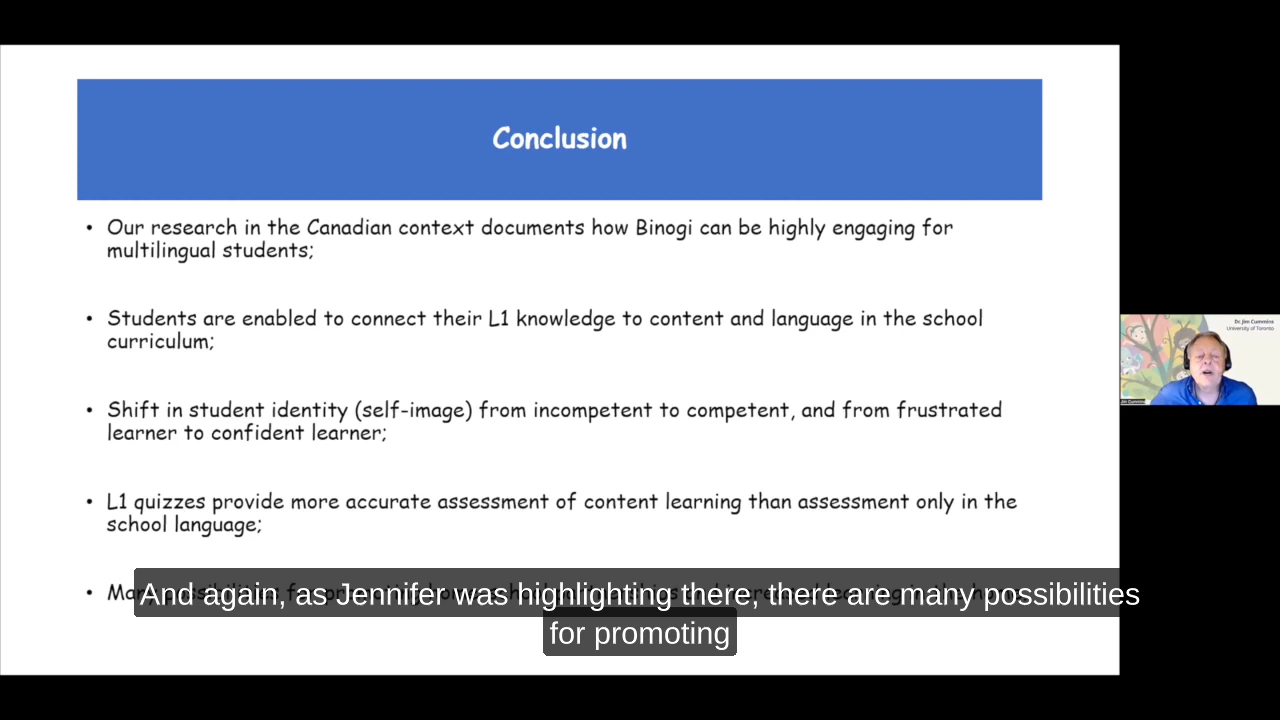 Conclusion
• Our research in the Canadian context documents how Binogi can be highly engaging for
multilingual students;
• Students are enabled to connect their L1 knowledge to content and language in the school
curriculum;
• Shift in student identity (self-image) from incompetent to competent, and from frustrated
learner to confident learner;
• L1 quizzes provide more accurate assessment of content learning than assessment only in the
school language;
• Many possibilities for
And again, as Jennifer was highlighting there, there are many possibilities
for promoting
Dr. Jim Cummins
University of Toronto
Jim Cummins